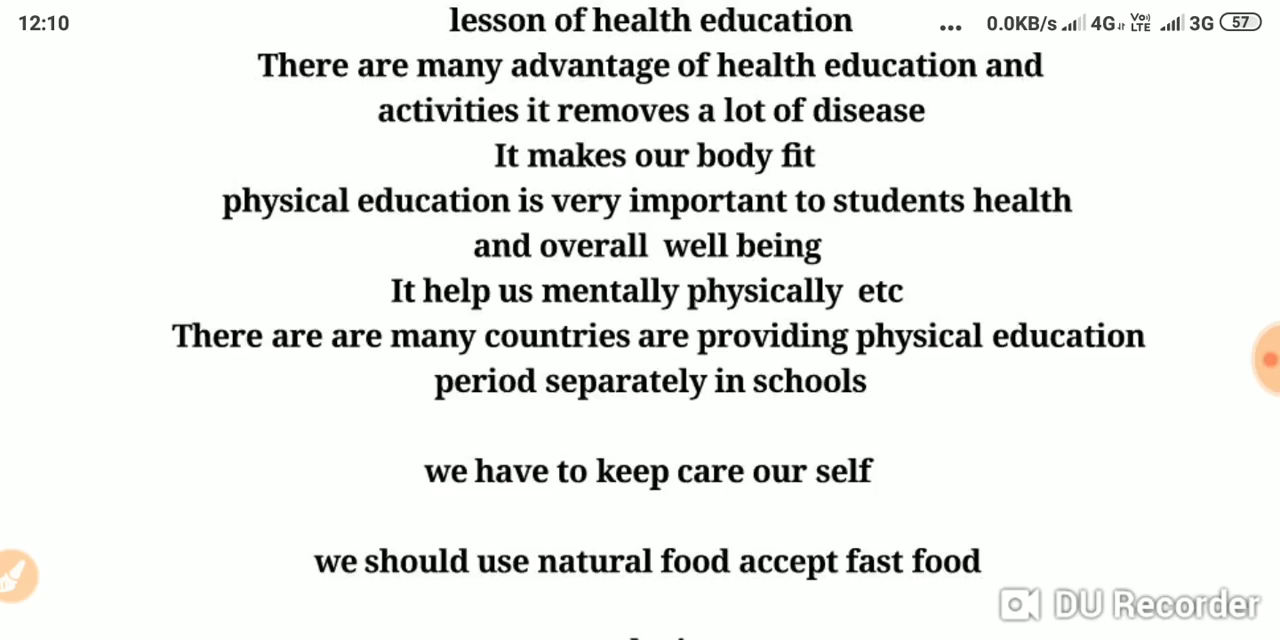 12:10
... 0.0KB/s 4G Vo) LTE 3G 57
lesson of health education
There are many advantage of health education and
activities it removes a lot of disease
It makes our body fit
physical education is very important to students health
and overall well being
It help us mentally physically etc
There are are many countries are providing physical education
period separately in schools
we have to keep care our self
we should use natural food accept fast food
DU Recorder